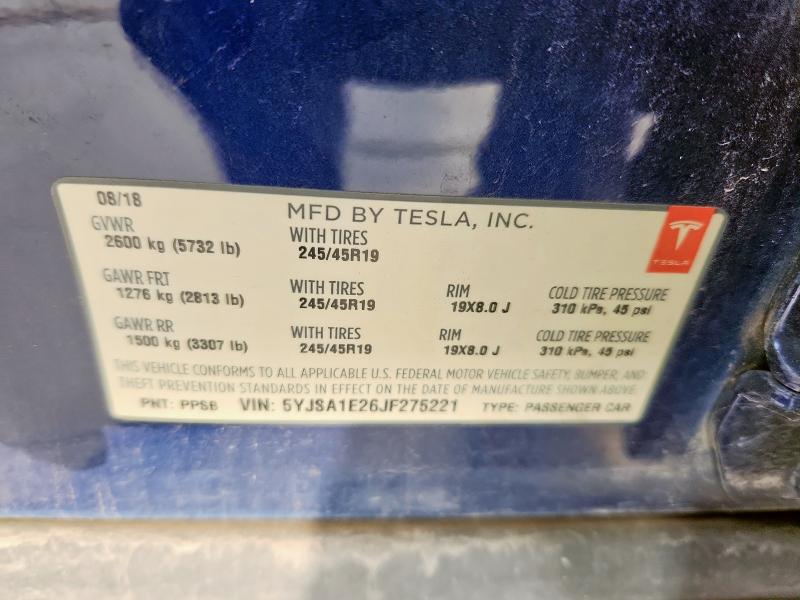 08/18
MFD BY TESLA, INC.
GVWR
2600 kg (5732 lb)
WITH TIRES
245/45R19
TESLA
GAWR FRT
1276 kg (2813 lb)
WITH TIRES
245/45R19
RIM
19X8.0 J
COLD TIRE PRESSURE
310 kPa, 45 psi
GAWR RR
1500 kg (3307 lb)
WITH TIRES
245/45R19
RIM
19X8.0 J
COLD TIRE PRESSURE
310 kPa, 45 psi
THIS VEHICLE CONFORMS TO ALL APPLICABLE U.S. FEDERAL MOTOR VEHICLE SAFETY, BUMPER, AND
THEFT PREVENTION STANDARDS IN EFFECT ON THE DATE OF MANUFACTURE SHOWN ABOVE.
PNT: PPSB VIN: 5YJSA1E26JF275221 TYPE: PASSENGER CAR